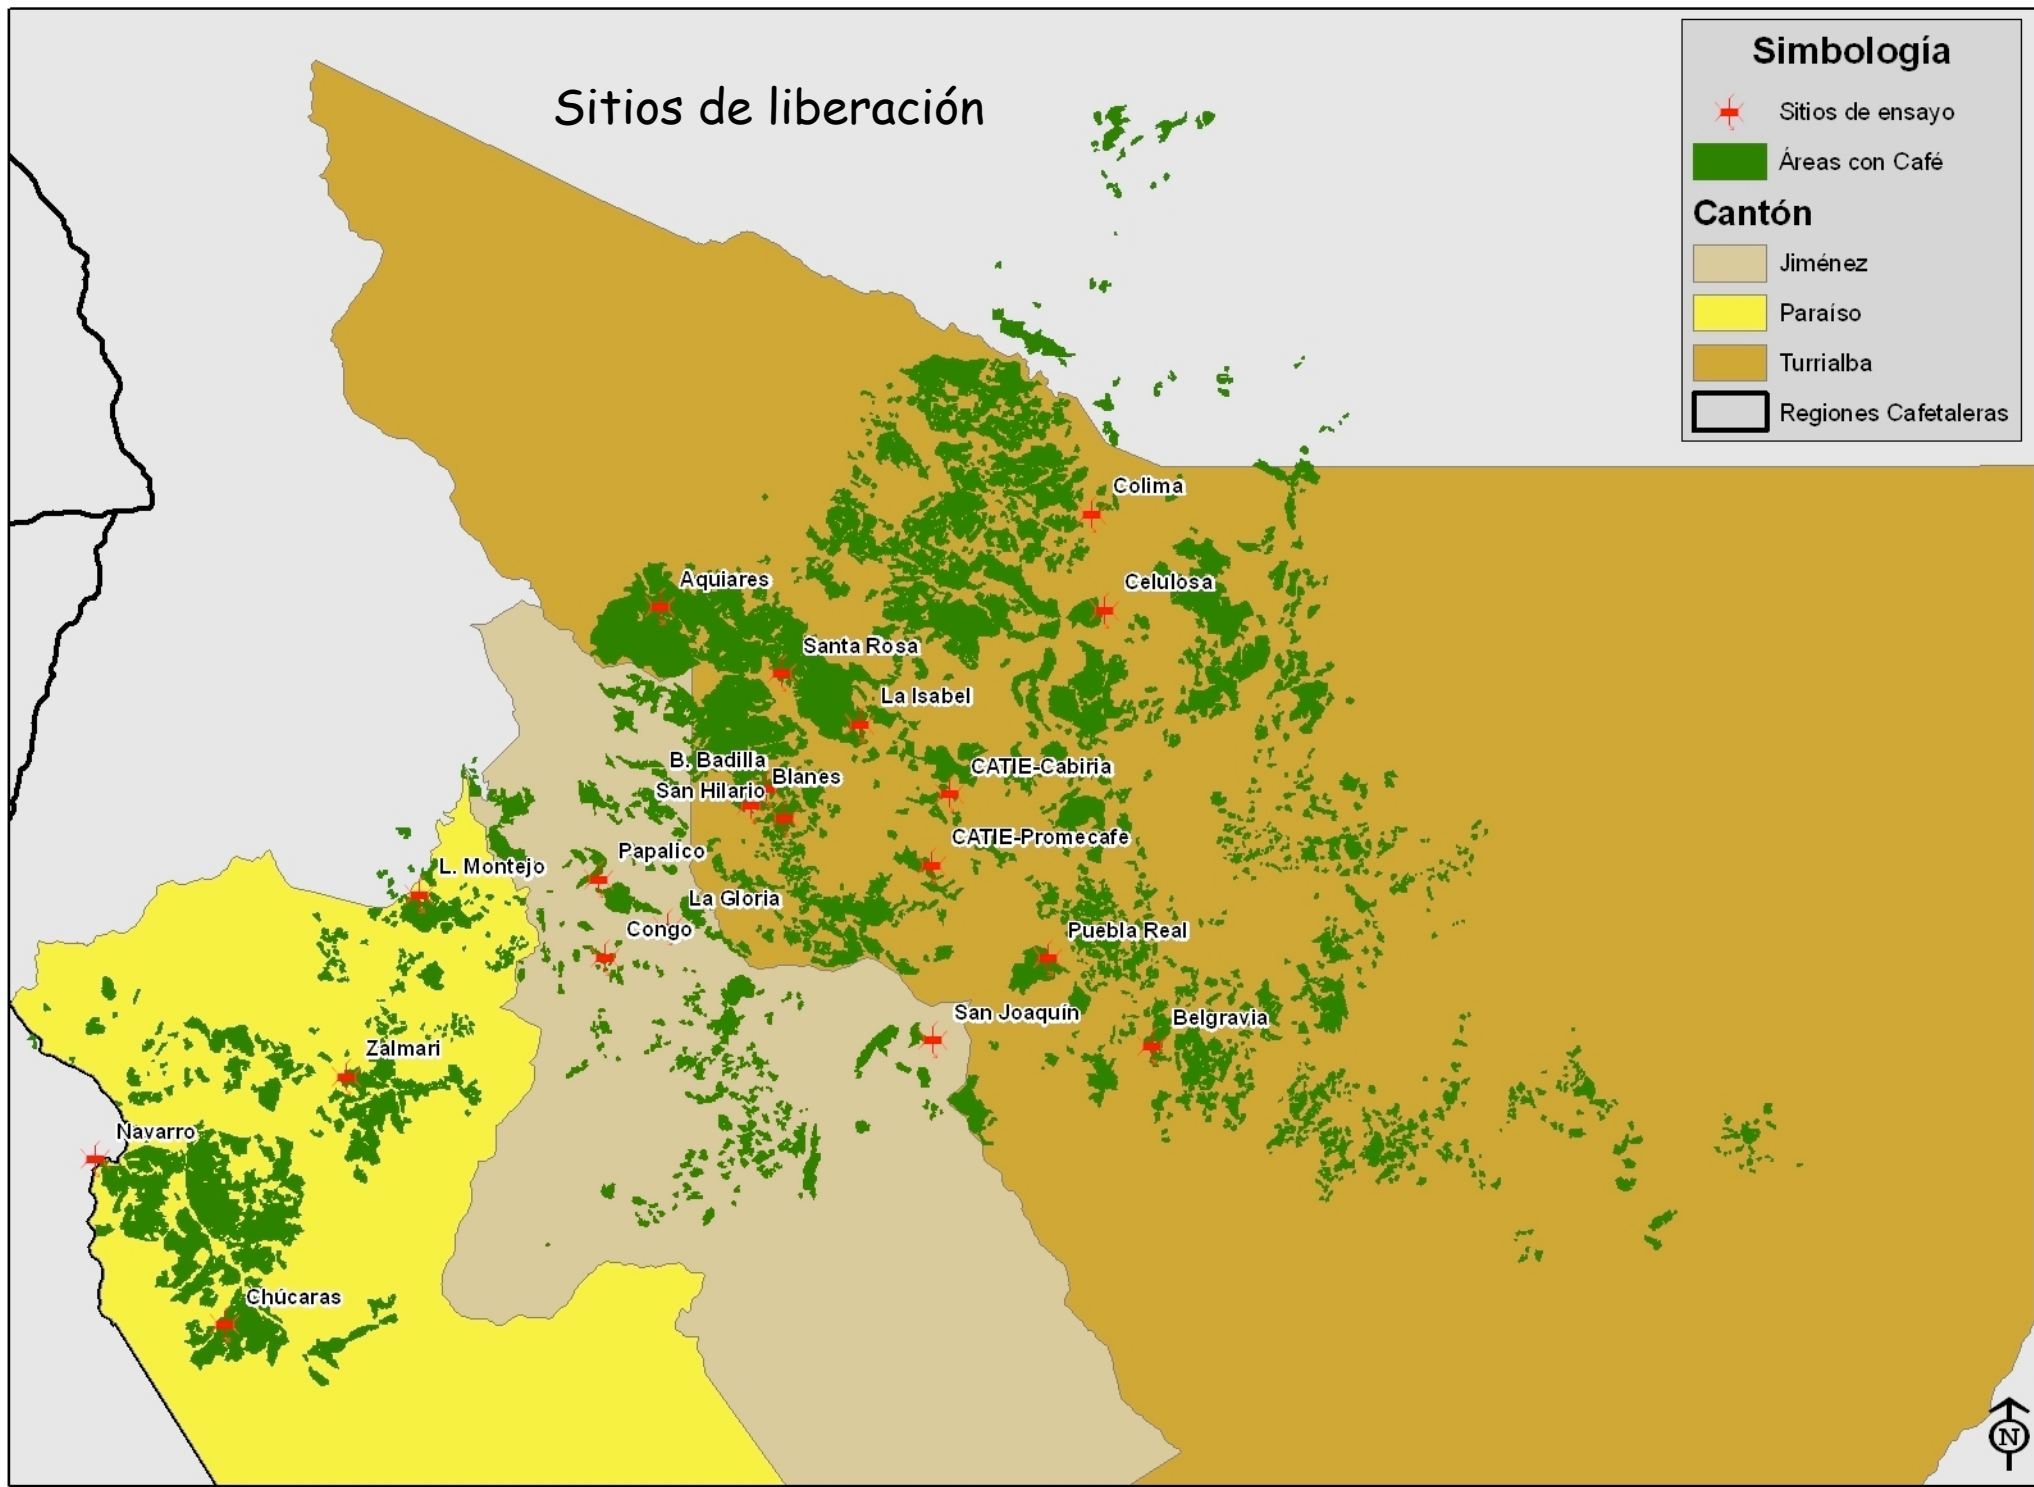 Sitios de liberación
Simbología
Sitios de ensayo
Áreas con Café
Cantón
Jiménez
Paraíso
Turrialba
Regiones Cafetaleras
Colima
Aquiares
Celulosa
Santa Rosa
La Isabel
B. Badilla
CATIE-Cabiria
Blanes
San Hilario
CATIE-Promecafe
Papalico
L. Montejo
La Gloria
Congo
Puebla Real
San Joaquín
Belgravia
Zalmari
Navarro
Chúcaras
N